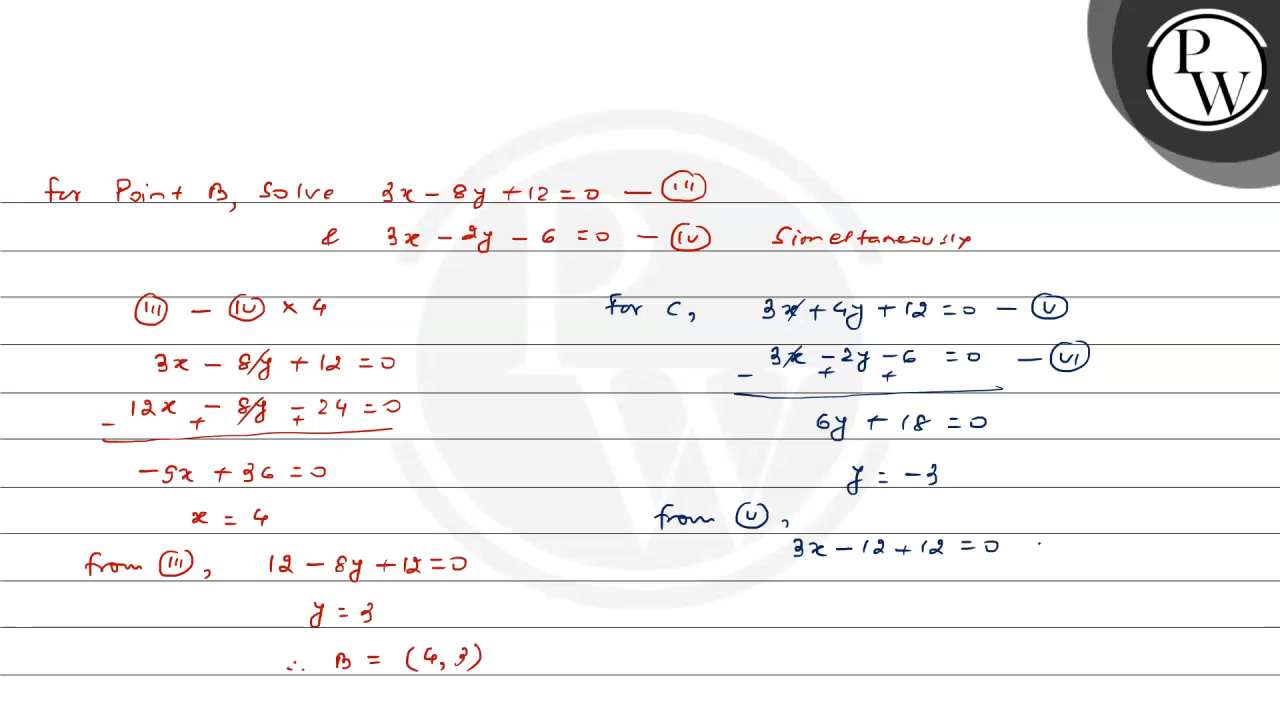 PW
for Point B, Solve 3x - 8y + 12 = 0 — (III)
& 3x - 2y - 6 = 0 — (IV) Simeltaneously
(III) - (IV) × 4
3x - 8y + 12 = 0
12x - 8y - 24 = 0
- + +
-9x + 36 = 0
x = 4
from (III), 12 - 8y + 12 = 0
y = 3
∴ B = (4, 3)
For C, 3x + 4y + 12 = 0 — (V)
3x - 2y - 6 = 0 — (VI)
- + +
6y + 18 = 0
y = -3
from (V),
3x - 12 + 12 = 0